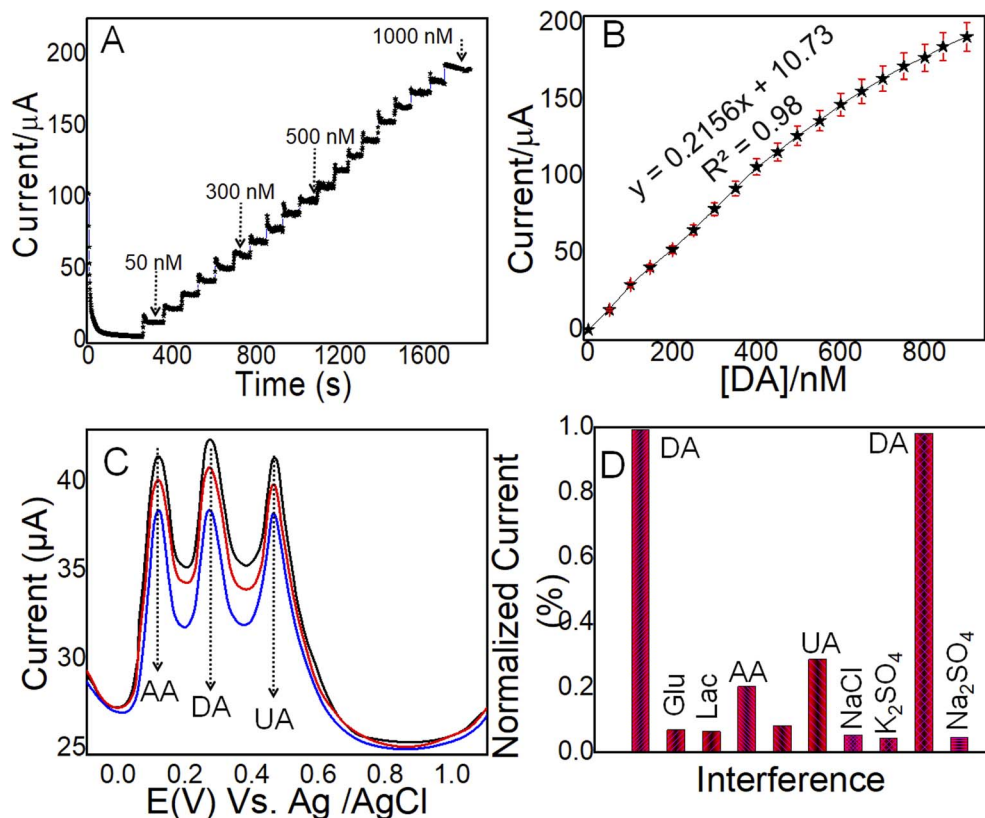 A
200
150
100
50
0
1000 nM
500 nM
300 nM
50 nM
0 400 800 1200 1600
Time (s)
Current/µA
B
200
150
100
50
0
y = 0.2156x + 10.73
R² = 0.98
0 200 400 600 800
[DA]/nM
Current/µA
C
40
35
30
25
AA
DA
UA
0.0 0.2 0.4 0.6 0.8 1.0
E(V) Vs. Ag /AgCl
Current (µA)
D
1.0
0.8
0.6
0.4
0.2
0.0
DA
Glu
Lac
AA
UA
NaCl
K₂SO₄
DA
Na₂SO₄
Interference
Normalized Current
(%)